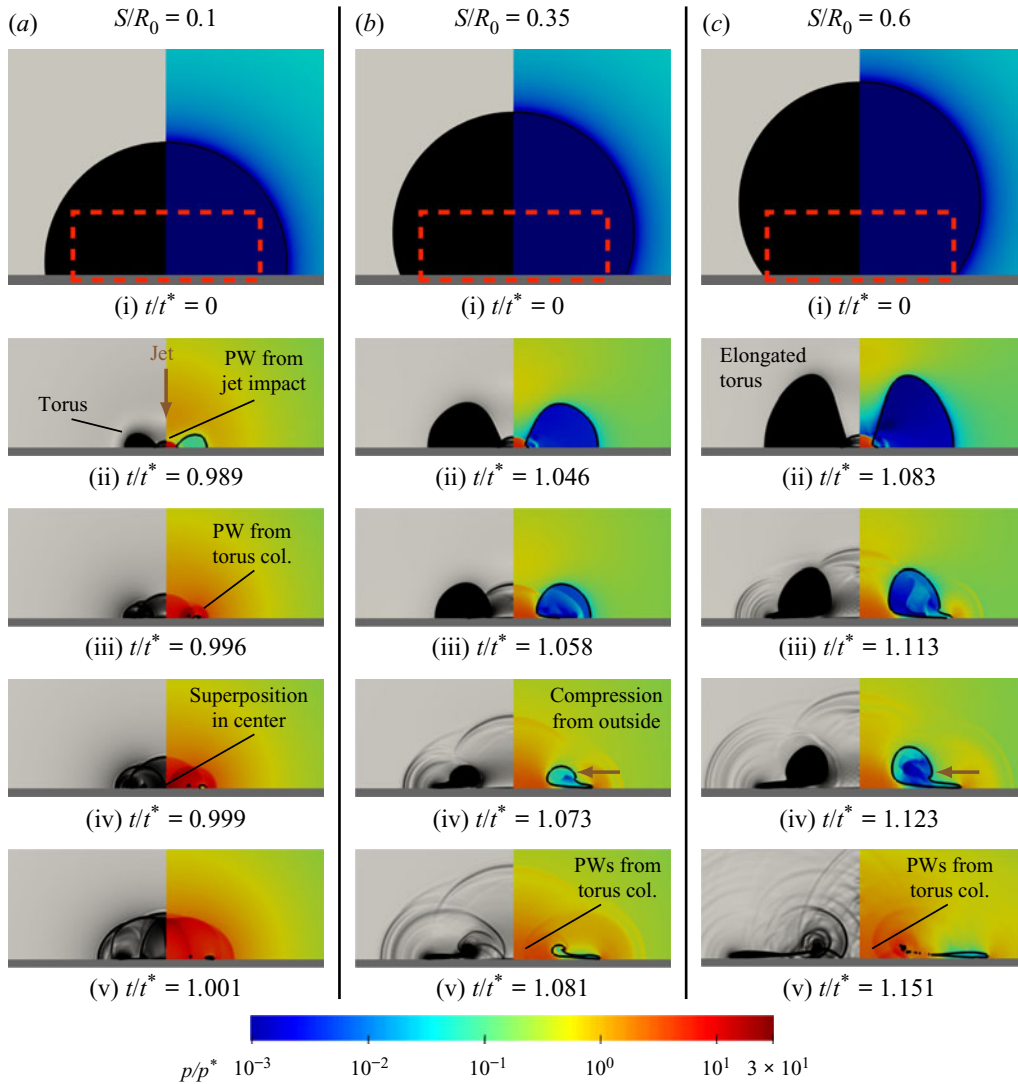 (a) S/R0 = 0.1
(b) S/R0 = 0.35
(c) S/R0 = 0.6
(i) t/t* = 0
(i) t/t* = 0
(i) t/t* = 0
Jet
PW from
jet impact
Torus
Elongated
torus
(ii) t/t* = 0.989
(ii) t/t* = 1.046
(ii) t/t* = 1.083
PW from
torus col.
(iii) t/t* = 0.996
(iii) t/t* = 1.058
(iii) t/t* = 1.113
Superposition
in center
Compression
from outside
(iv) t/t* = 0.999
(iv) t/t* = 1.073
(iv) t/t* = 1.123
PWs from
torus col.
PWs from
torus col.
(v) t/t* = 1.001
(v) t/t* = 1.081
(v) t/t* = 1.151
p/p* 10⁻³ 10⁻² 10⁻¹ 10⁰ 10¹ 3 × 10¹